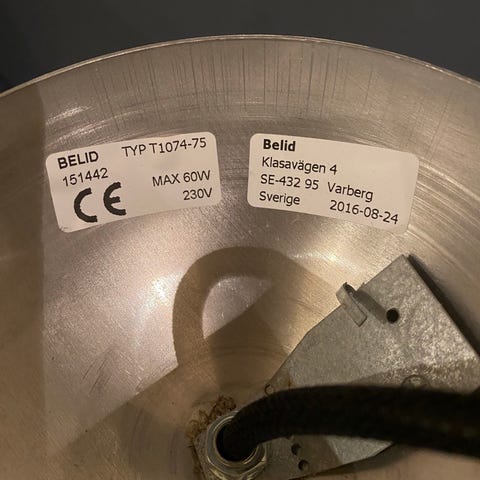 BELID TYP T1074-75
151442
MAX 60W
CE 230V
Belid
Klasavägen 4
SE-432 95 Varberg
Sverige 2016-08-24